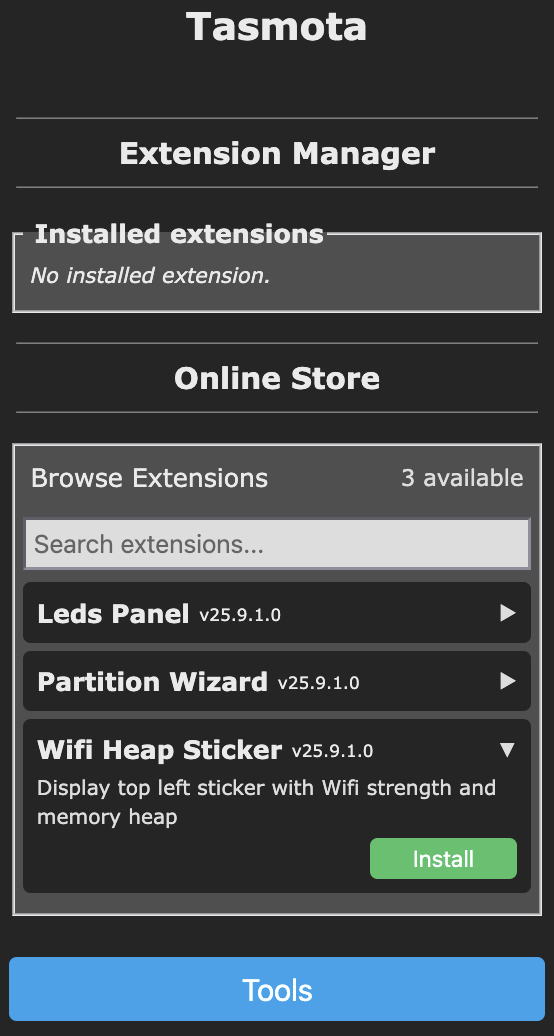 Tasmota
Extension Manager
Installed extensions
No installed extension.
Online Store
Browse Extensions 3 available
Search extensions...
Leds Panel v25.9.1.0 ▶
Partition Wizard v25.9.1.0 ▶
Wifi Heap Sticker v25.9.1.0 ▼
Display top left sticker with Wifi strength and
memory heap
Install
Tools